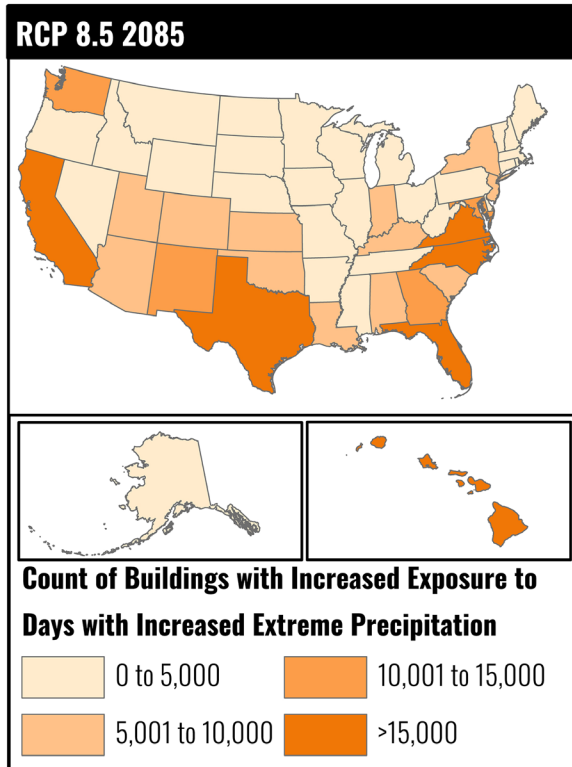 RCP 8.5 2085
Count of Buildings with Increased Exposure to
Days with Increased Extreme Precipitation
0 to 5,000
10,001 to 15,000
5,001 to 10,000
>15,000